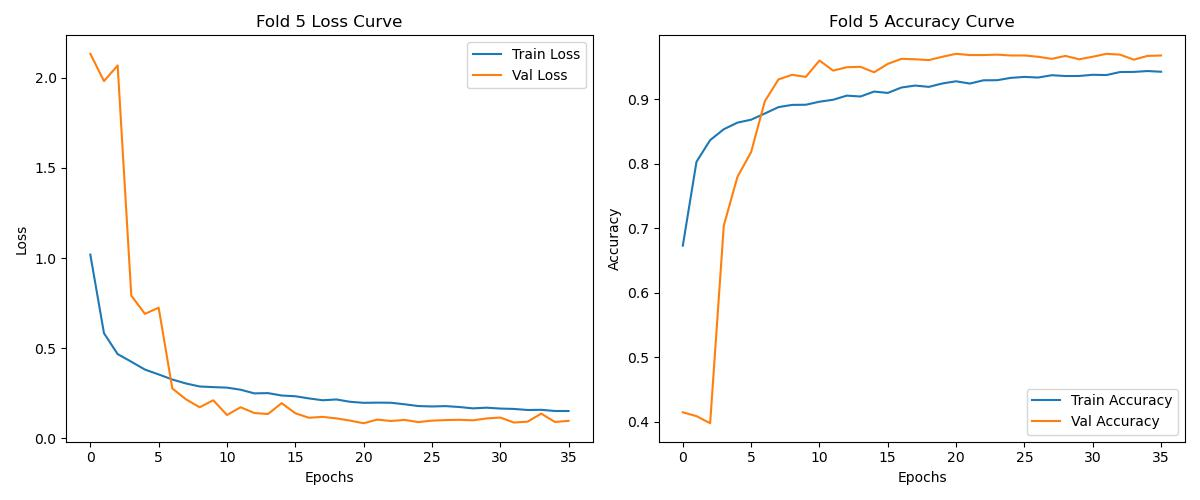 Fold 5 Loss Curve
Train Loss
Val Loss
2.0
1.5
1.0
0.5
0.0
Loss
0 5 10 15 20 25 30 35
Epochs
Fold 5 Accuracy Curve
0.9
0.8
0.7
0.6
0.5
0.4
Accuracy
Train Accuracy
Val Accuracy
0 5 10 15 20 25 30 35
Epochs